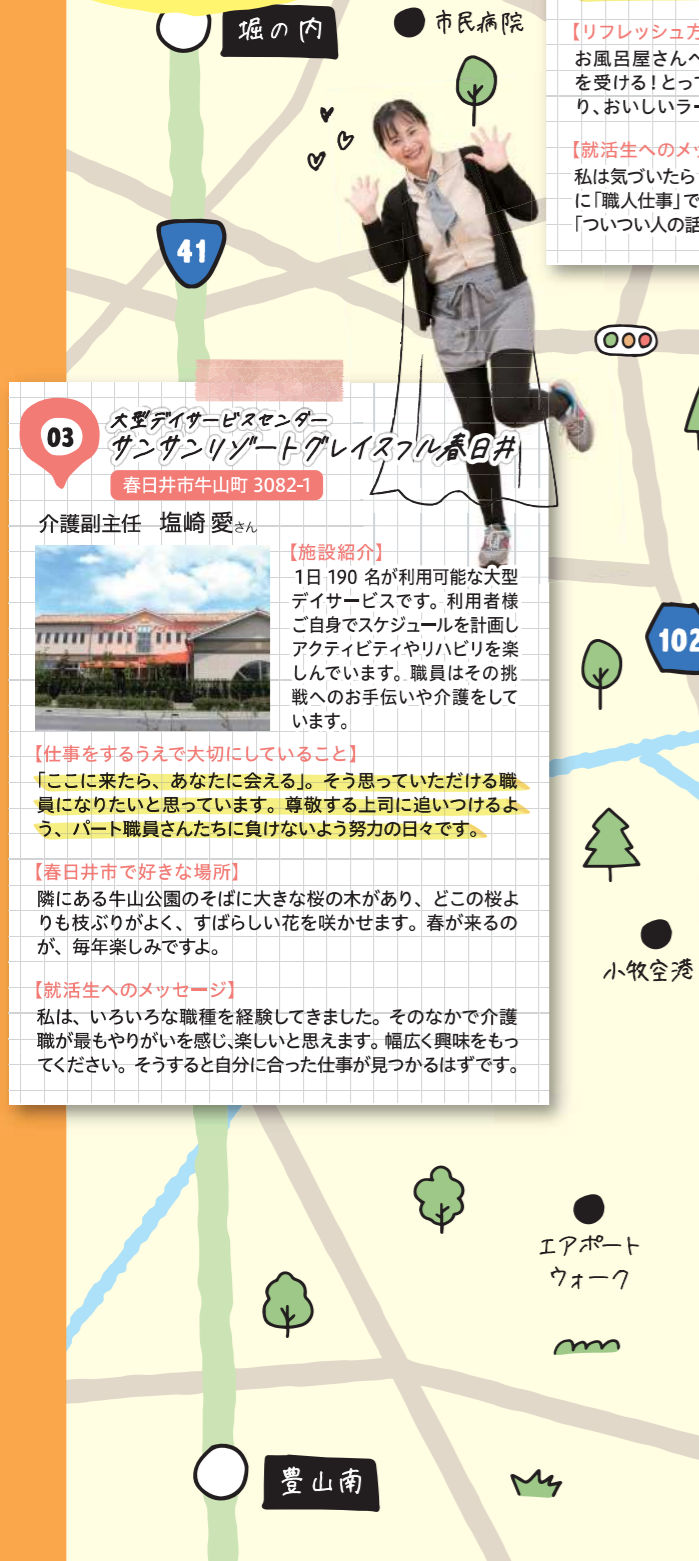 堀の内
市民病院
【リフレッシュ方
お風呂屋さんへ
を受ける！とっ
り、おいしいラー
【就活生へのメッ
私は気づいたら
に「職人仕事」で
「ついつい人の話
41
03
大型デイサービスセンター
サンサンリゾートグレイスフル春日井
春日井市牛山町 3082-1
介護副主任　塩崎 愛さん
【施設紹介】
1日 190 名が利用可能な大型
デイサービスです。利用者様
ご自身でスケジュールを計画し
アクティビティやリハビリを楽
しんでいます。職員はその挑
戦へのお手伝いや介護をして
います。
【仕事をするうえで大切にしていること】
「ここに来たら、あなたに会える」。そう思っていただける職
員になりたいと思っています。尊敬する上司に追いつけるよ
う、パート職員さんたちに負けないよう努力の日々です。
【春日井市で好きな場所】
隣にある牛山公園のそばに大きな桜の木があり、どこの桜よ
りも枝ぶりがよく、すばらしい花を咲かせます。春が来るの
が、毎年楽しみですよ。
【就活生へのメッセージ】
私は、いろいろな職種を経験してきました。そのなかで介護
職が最もやりがいを感じ、楽しいと思えます。幅広く興味をもっ
てください。そうすると自分に合った仕事が見つかるはずです。
102
小牧空港
エアポート
ウォーク
豊山南